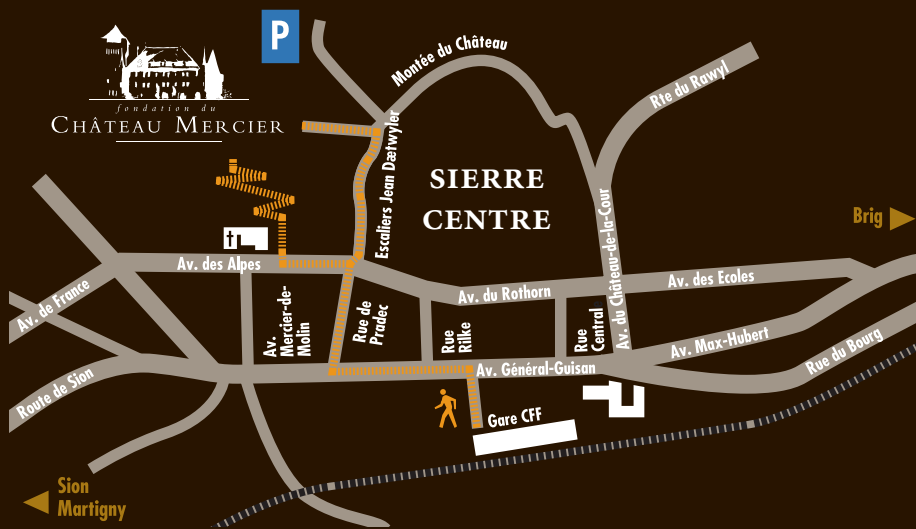 P
Montée du Château
Rte du Rawyl
fondation du
CHÂTEAU MERCIER
Escaliers Jean Dætwyler
SIERRE
CENTRE
Av. du Château-de-la-Cour
Brig
Av. des Alpes
Av. de France
Av. du Rothorn
Av. des Ecoles
Av.
Mercier-de-
Molin
Rue de
Pradec
Rue
Rilke
Rue
Central
Av. Max-Hubert
Rue du Bourg
Av. Général-Guisan
Route de Sion
Gare CFF
Sion
Martigny